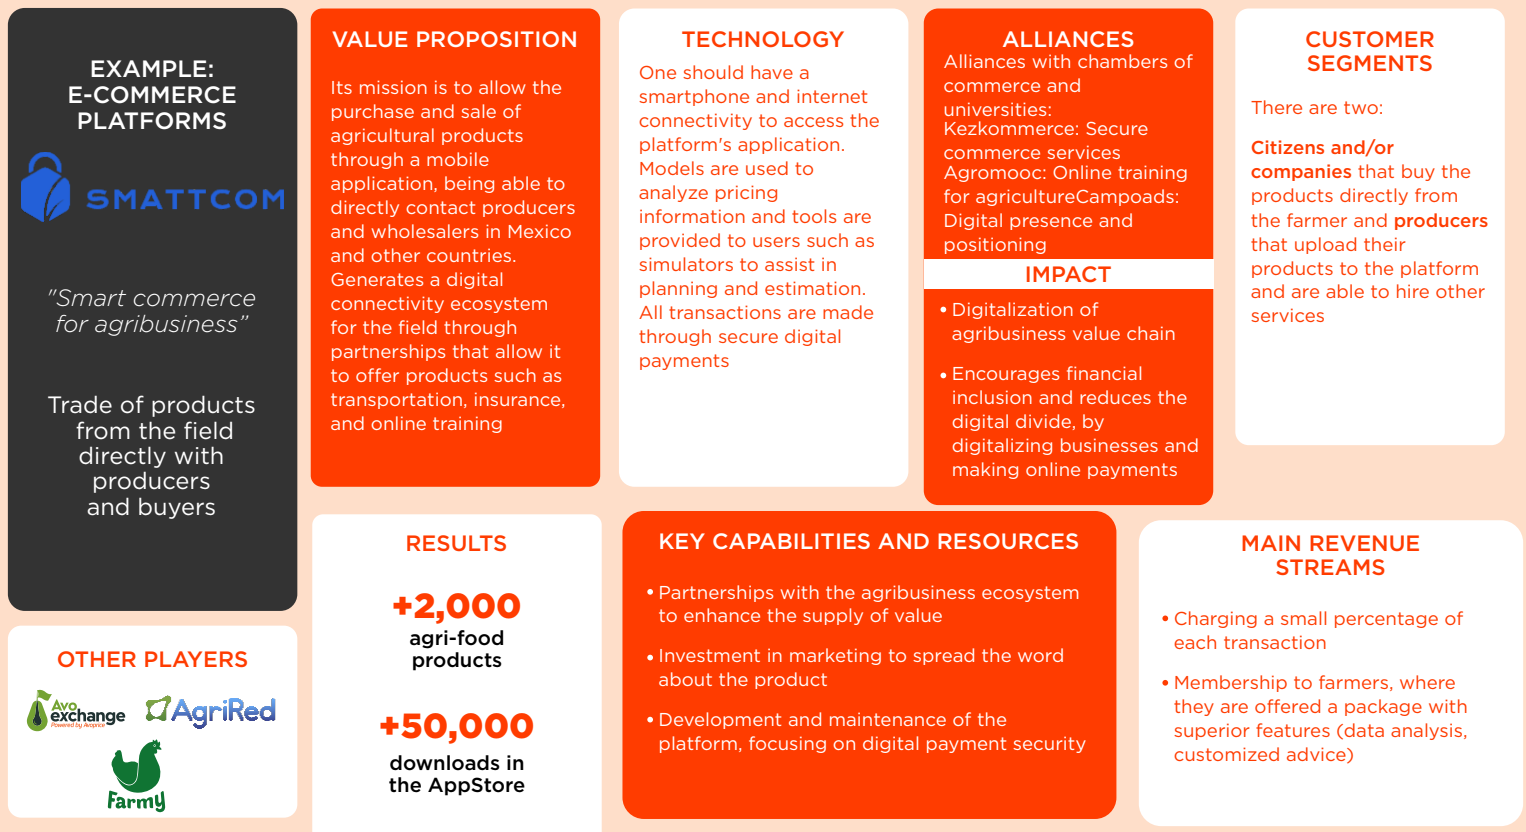 EXAMPLE:
E-COMMERCE
PLATFORMS
SMATTCOM
"Smart commerce
for agribusiness”
Trade of products
from the field
directly with
producers
and buyers
OTHER PLAYERS
Avo
exchange
Powered by Avoprice
AgriRed
Farmy
VALUE PROPOSITION
Its mission is to allow the
purchase and sale of
agricultural products
through a mobile
application, being able to
directly contact producers
and wholesalers in Mexico
and other countries.
Generates a digital
connectivity ecosystem
for the field through
partnerships that allow it
to offer products such as
transportation, insurance,
and online training
TECHNOLOGY
One should have a
smartphone and internet
connectivity to access the
platform's application.
Models are used to
analyze pricing
information and tools are
provided to users such as
simulators to assist in
planning and estimation.
All transactions are made
through secure digital
payments
ALLIANCES
Alliances with chambers of
commerce and
universities:
Kezkommerce: Secure
commerce services
Agromooc: Online training
for agricultureCampoads:
Digital presence and
positioning
IMPACT
• Digitalization of
agribusiness value chain
• Encourages financial
inclusion and reduces the
digital divide, by
digitalizing businesses and
making online payments
CUSTOMER
SEGMENTS
There are two:
Citizens and/or
companies that buy the
products directly from
the farmer and producers
that upload their
products to the platform
and are able to hire other
services
RESULTS
+2,000
agri-food
products
+50,000
downloads in
the AppStore
KEY CAPABILITIES AND RESOURCES
• Partnerships with the agribusiness ecosystem
to enhance the supply of value
• Investment in marketing to spread the word
about the product
• Development and maintenance of the
platform, focusing on digital payment security
MAIN REVENUE
STREAMS
• Charging a small percentage of
each transaction
• Membership to farmers, where
they are offered a package with
superior features (data analysis,
customized advice)